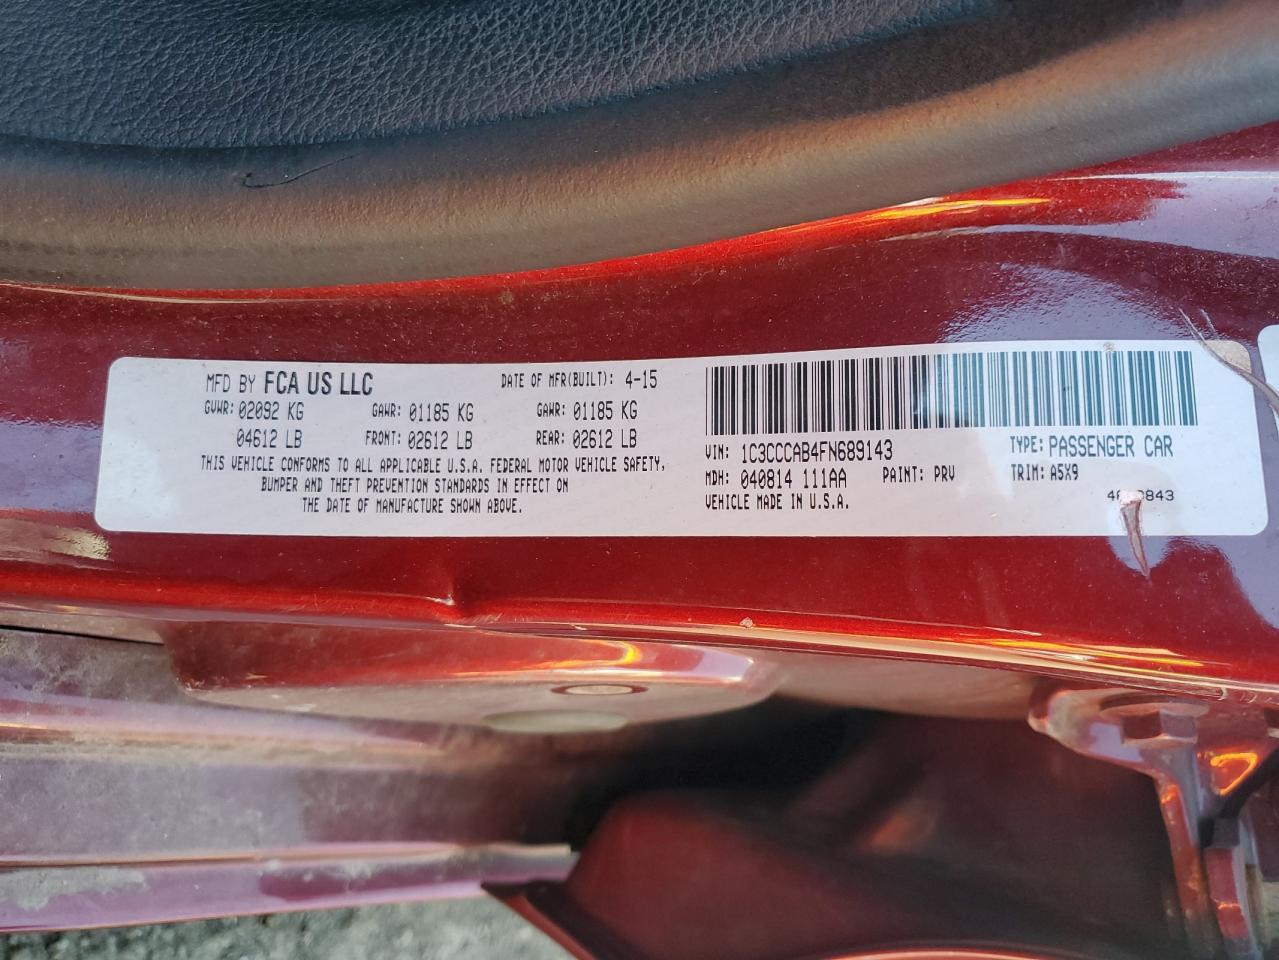 MFD BY FCA US LLC DATE OF MFR(BUILT): 4-15
GVWR: 02092 KG GAWR: 01185 KG GAWR: 01185 KG
04612 LB FRONT: 02612 LB REAR: 02612 LB
THIS VEHICLE CONFORMS TO ALL APPLICABLE U.S.A. FEDERAL MOTOR VEHICLE SAFETY,
BUMPER AND THEFT PREVENTION STANDARDS IN EFFECT ON
THE DATE OF MANUFACTURE SHOWN ABOVE.
VIN: 1C3CCCAB4FN689143 TYPE: PASSENGER CAR
MDH: 040814 111AA PAINT: PRV TRIM: A5X9
VEHICLE MADE IN U.S.A.